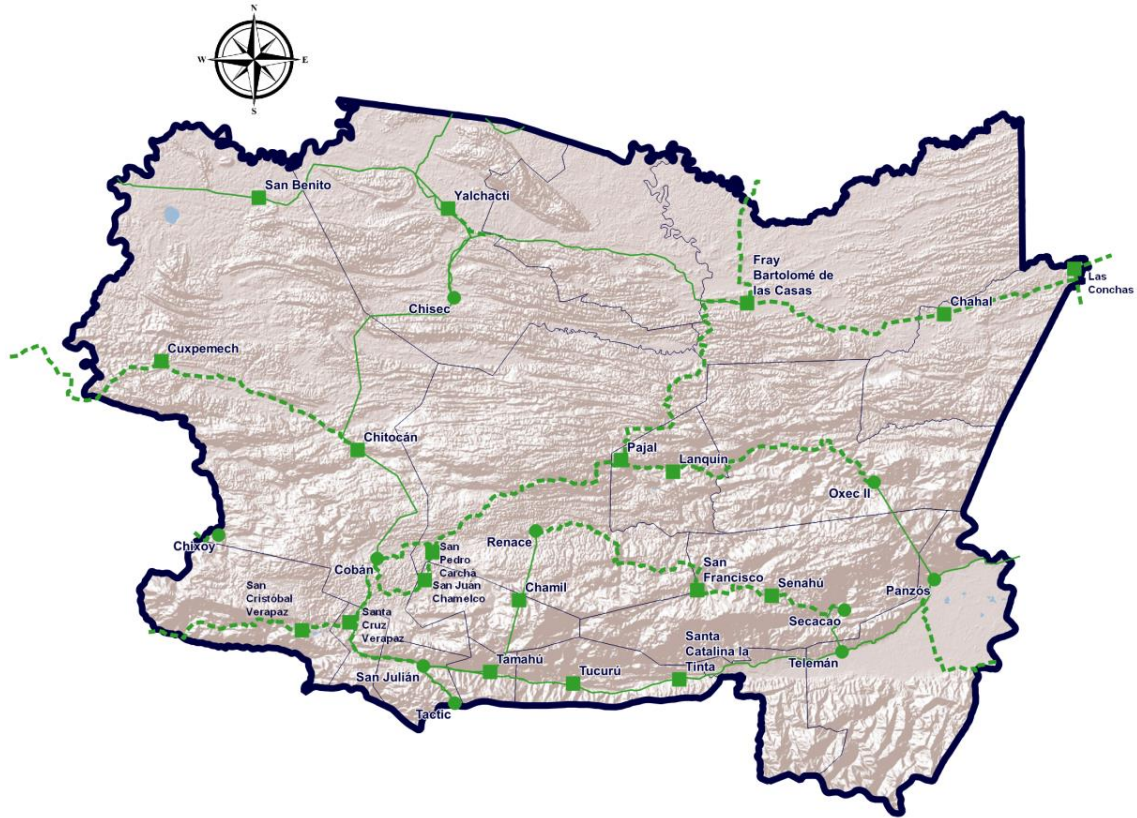 N
W
E
S
San Benito
Yalchacti
Fray
Bartolomé de
las Casas
Las
Conchas
Chisec
Chahal
Cuxpemech
Chitocán
Pajal
Lanquín
Oxec II
Chixoy
Renace
Cobán
San
Pedro
Carchá
San Juán
Chamelco
San
Cristóbal
Verapaz
Chamil
San
Francisco
Senahú
Panzós
Secacao
Santa
Cruz
Verapaz
Santa
Catalina la
Tinta
Telemán
San Julián
Tamahú
Tucurú
Tactic